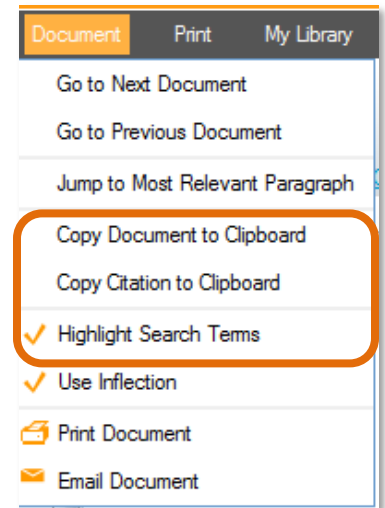 Document Print My Library
Go to Next Document
Go to Previous Document
Jump to Most Relevant Paragraph
Copy Document to Clipboard
Copy Citation to Clipboard
Highlight Search Terms
Use Inflection
Print Document
Email Document